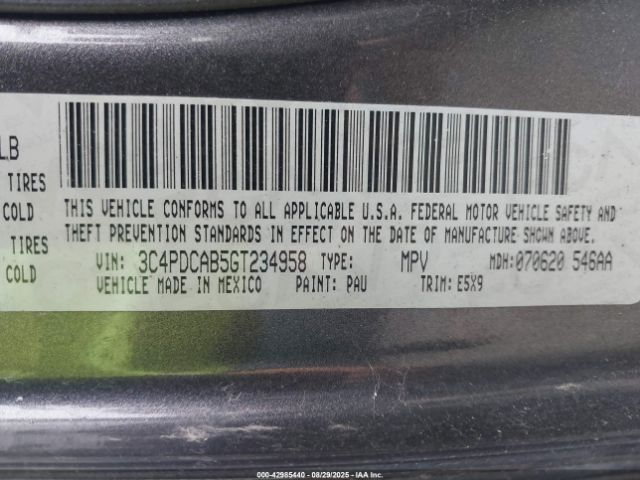 LB
TIRES
COLD
TIRES
COLD
THIS VEHICLE CONFORMS TO ALL APPLICABLE U.S.A. FEDERAL MOTOR VEHICLE SAFETY AND
THEFT PREVENTION STANDARDS IN EFFECT ON THE DATE OF MANUFACTURE SHOWN ABOVE.
VIN: 3C4PDCAB5GT234958 TYPE: MPV MDH: 070620 546AA
VEHICLE MADE IN MEXICO PAINT: PAU TRIM: E5X9
000-42985440 | 08/29/2025 - IAA Inc.